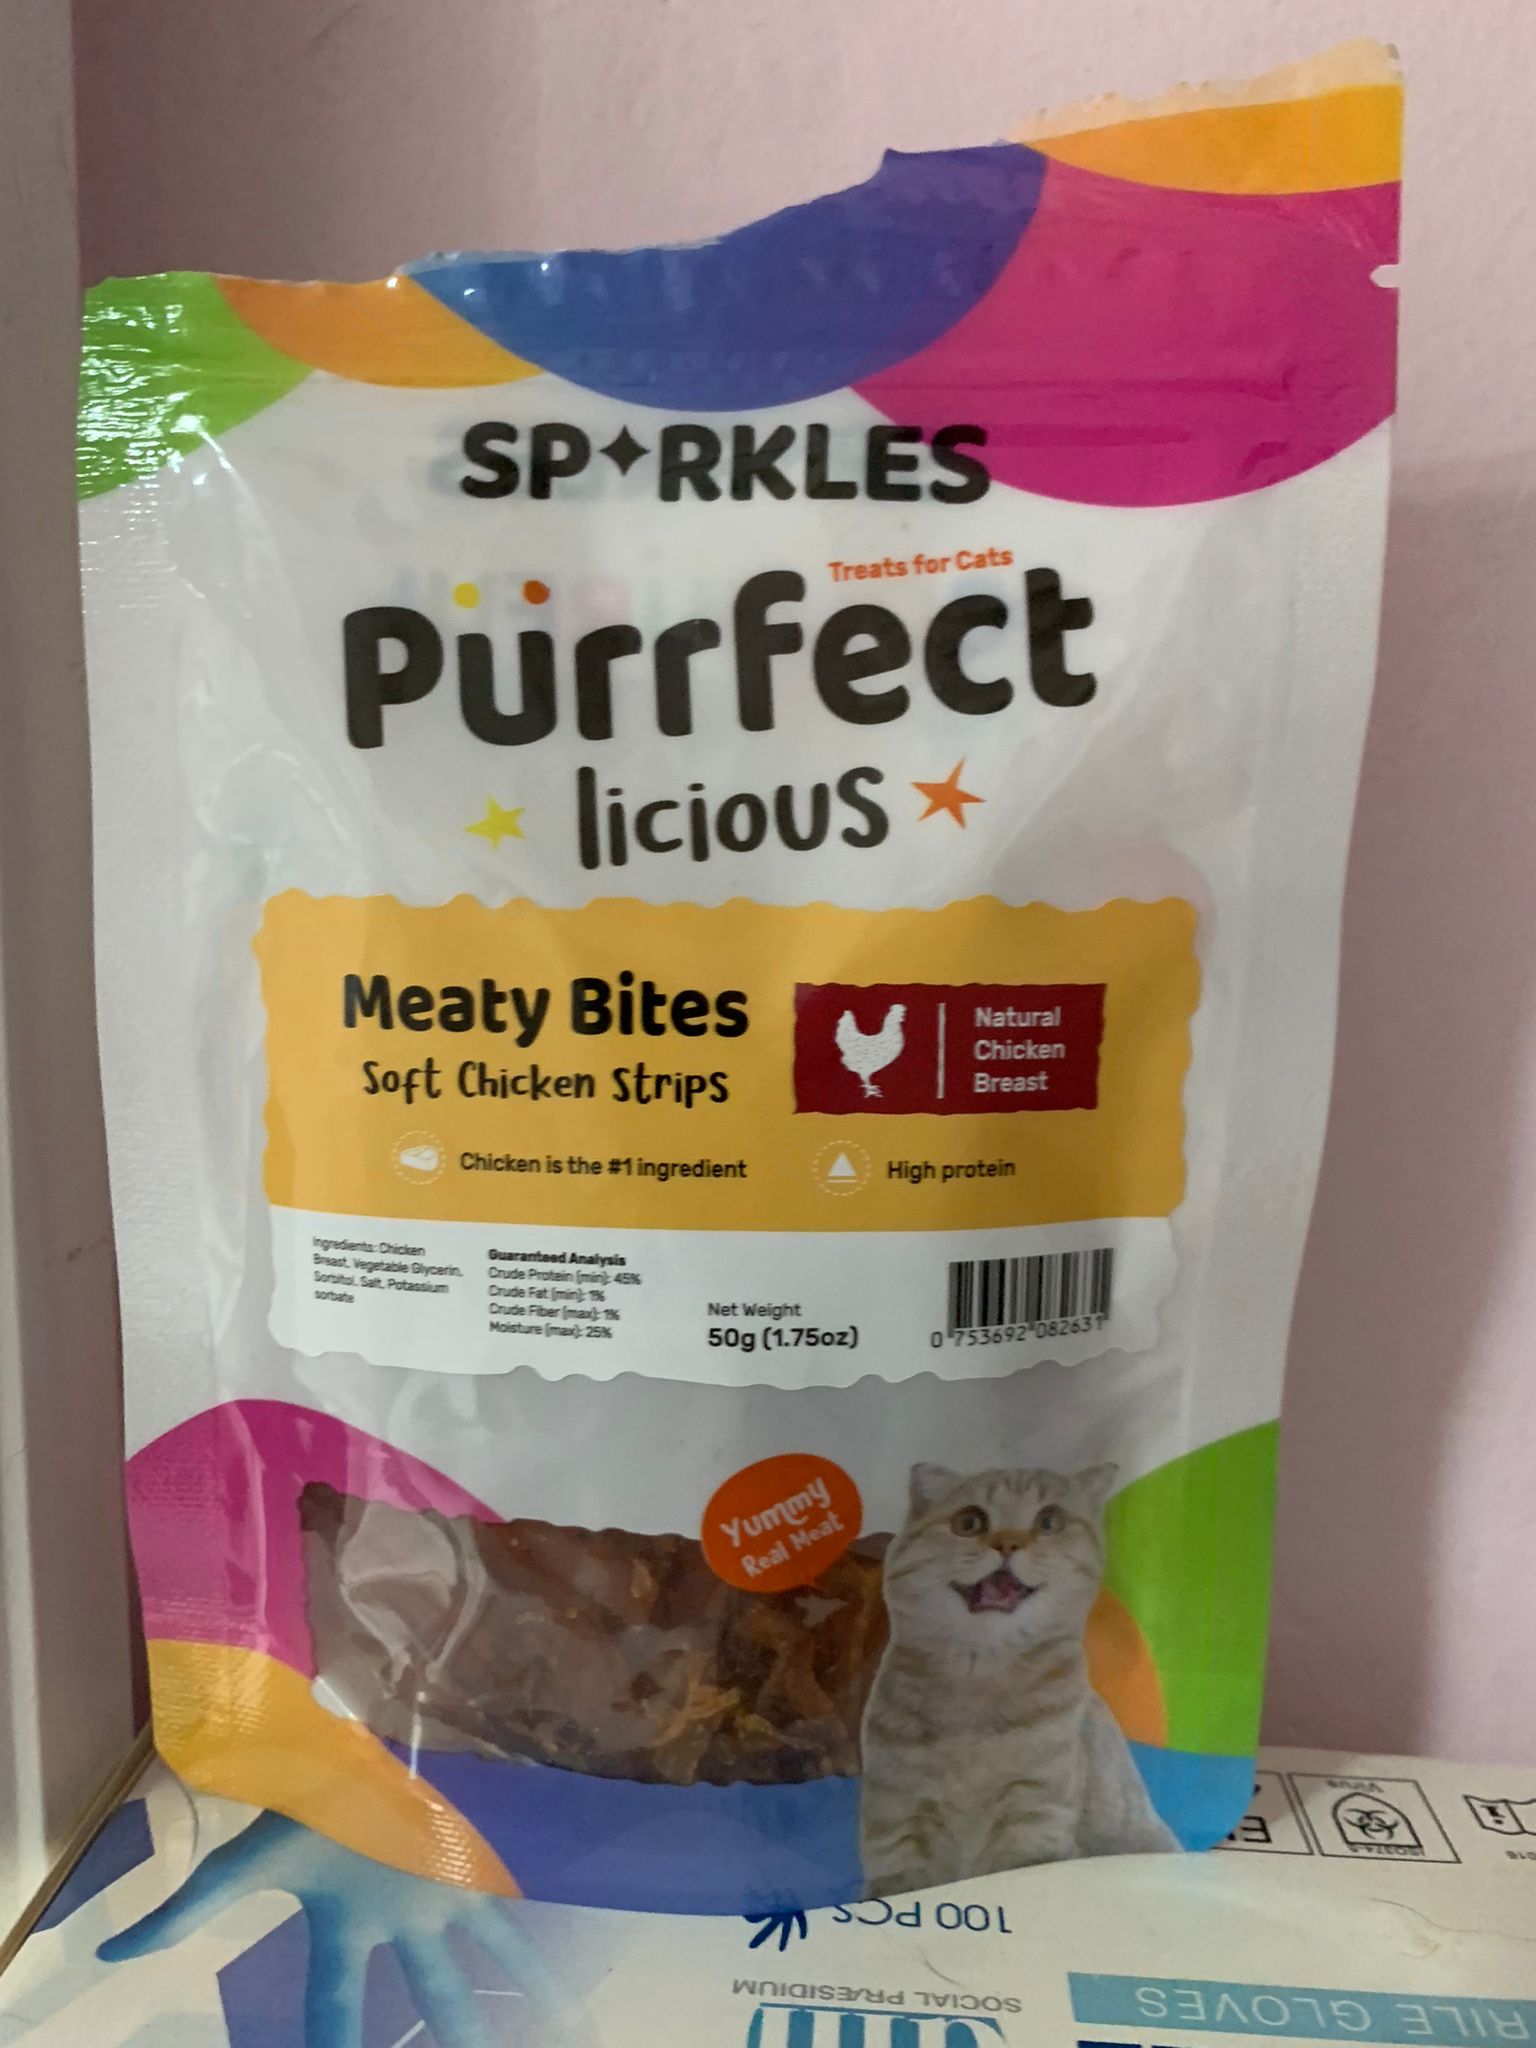 SP✦RKLES
Treats for Cats
Pürrfect
licious
Meaty Bites
Soft Chicken Strips
Natural
Chicken
Breast
Chicken is the #1 ingredient
High protein
Ingredients: Chicken
Breast, Vegetable Glycerin,
Sorbitol, Salt, Potassium
sorbate
Guaranteed Analysis
Crude Protein (min): 45%
Crude Fat (min): 1%
Crude Fiber (max): 1%
Moisture (max): 25%
Net Weight
50g (1.75oz)
0 753692 082631
Yummy
Real Meat
Virus
100 PCS
SOCIAL PRÆSIDIUM
RILE GLOVES